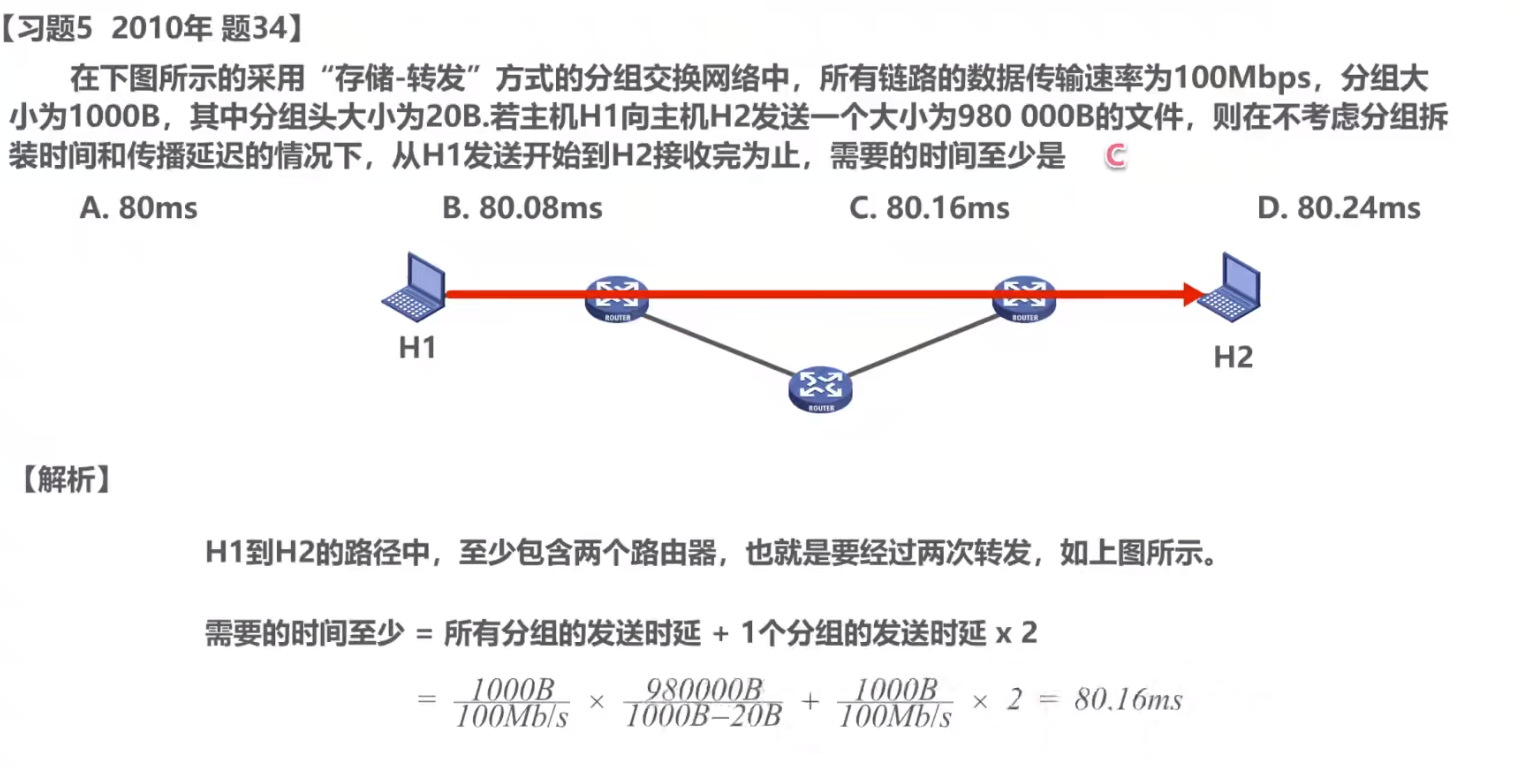 【习题5 2010年 题34】
在下图所示的采用“存储-转发”方式的分组交换网络中，所有链路的数据传输速率为100Mbps，分组大
小为1000B，其中分组头大小为20B.若主机H1向主机H2发送一个大小为980 000B的文件，则在不考虑分组拆
装时间和传播延迟的情况下，从H1发送开始到H2接收完为止，需要的时间至少是 C
A. 80ms B. 80.08ms C. 80.16ms D. 80.24ms
ROUTER ROUTER
H1 H2
ROUTER
【解析】
H1到H2的路径中，至少包含两个路由器，也就是要经过两次转发，如上图所示。
需要的时间至少 = 所有分组的发送时延 + 1个分组的发送时延 x 2
= 1000B/100Mb/s × 980000B/1000B−20B + 1000B/100Mb/s × 2 = 80.16ms